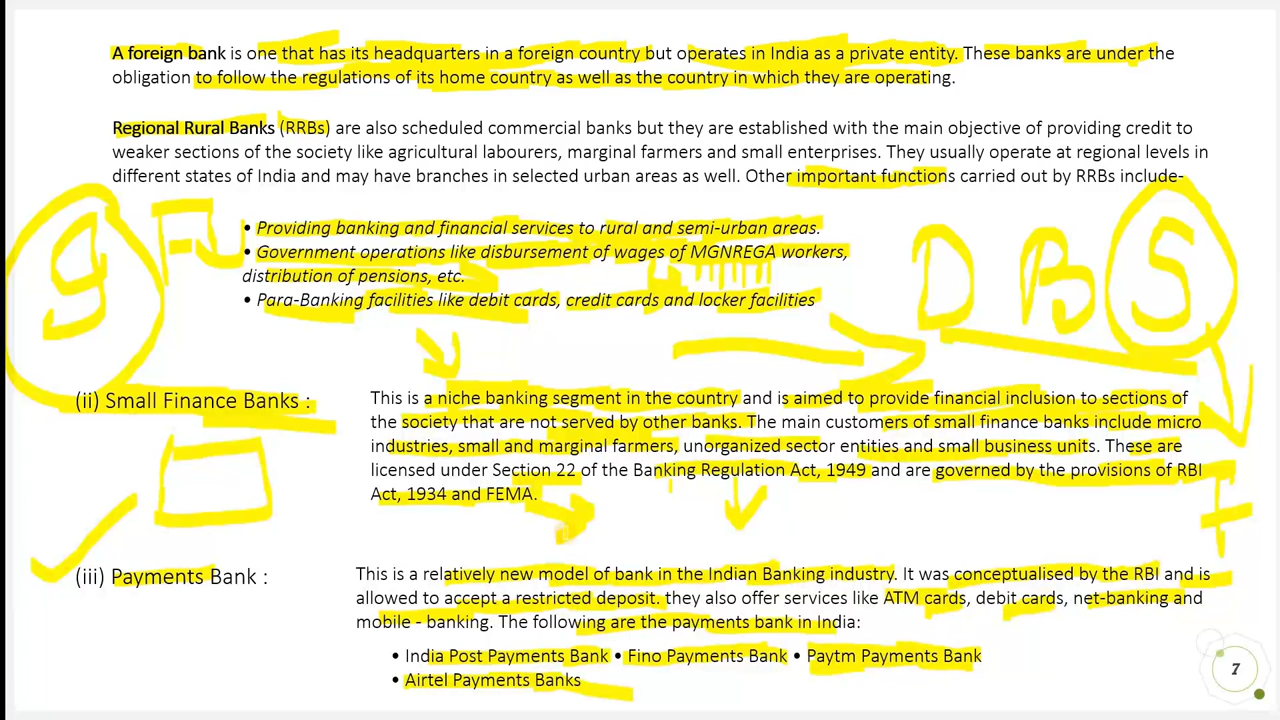 A foreign bank is one that has its headquarters in a foreign country but operates in India as a private entity. These banks are under the
obligation to follow the regulations of its home country as well as the country in which they are operating.
Regional Rural Banks (RRBs) are also scheduled commercial banks but they are established with the main objective of providing credit to
weaker sections of the society like agricultural labourers, marginal farmers and small enterprises. They usually operate at regional levels in
different states of India and may have branches in selected urban areas as well. Other important functions carried out by RRBs include-
• Providing banking and financial services to rural and semi-urban areas.
• Government operations like disbursement of wages of MGNREGA workers,
distribution of pensions, etc.
• Para-Banking facilities like debit cards, credit cards and locker facilities
D B S
(ii) Small Finance Banks :
This is a niche banking segment in the country and is aimed to provide financial inclusion to sections of
the society that are not served by other banks. The main customers of small finance banks include micro
industries, small and marginal farmers, unorganized sector entities and small business units. These are
licensed under Section 22 of the Banking Regulation Act, 1949 and are governed by the provisions of RBI
Act, 1934 and FEMA.
(iii) Payments Bank :
This is a relatively new model of bank in the Indian Banking industry. It was conceptualised by the RBI and is
allowed to accept a restricted deposit. they also offer services like ATM cards, debit cards, net-banking and
mobile - banking. The following are the payments bank in India:
• India Post Payments Bank • Fino Payments Bank • Paytm Payments Bank
• Airtel Payments Banks
7